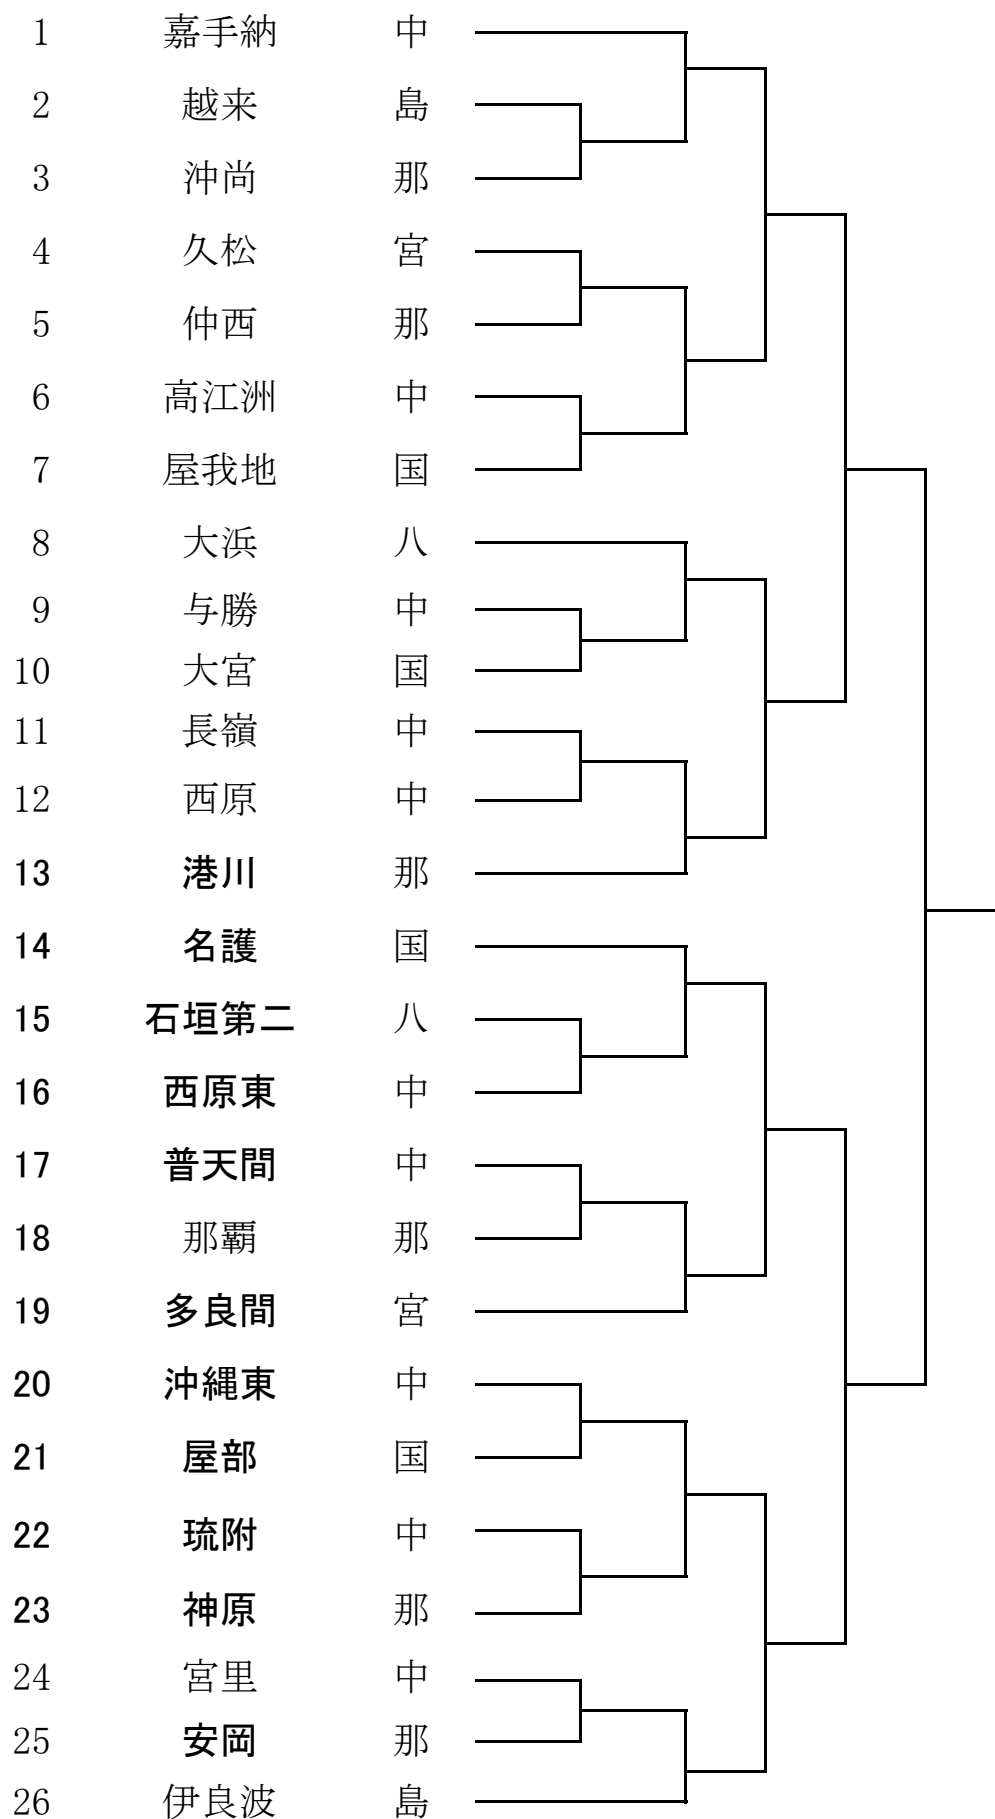 1 嘉手納 中
2 越来 島
3 沖尚 那
4 久松 宮
5 仲西 那
6 高江洲 中
7 屋我地 国
8 大浜 八
9 与勝 中
10 大宮 国
11 長嶺 中
12 西原 中
13 港川 那
14 名護 国
15 石垣第二 八
16 西原東 中
17 普天間 中
18 那覇 那
19 多良間 宮
20 沖縄東 中
21 屋部 国
22 琉附 中
23 神原 那
24 宮里 中
25 安岡 那
26 伊良波 島